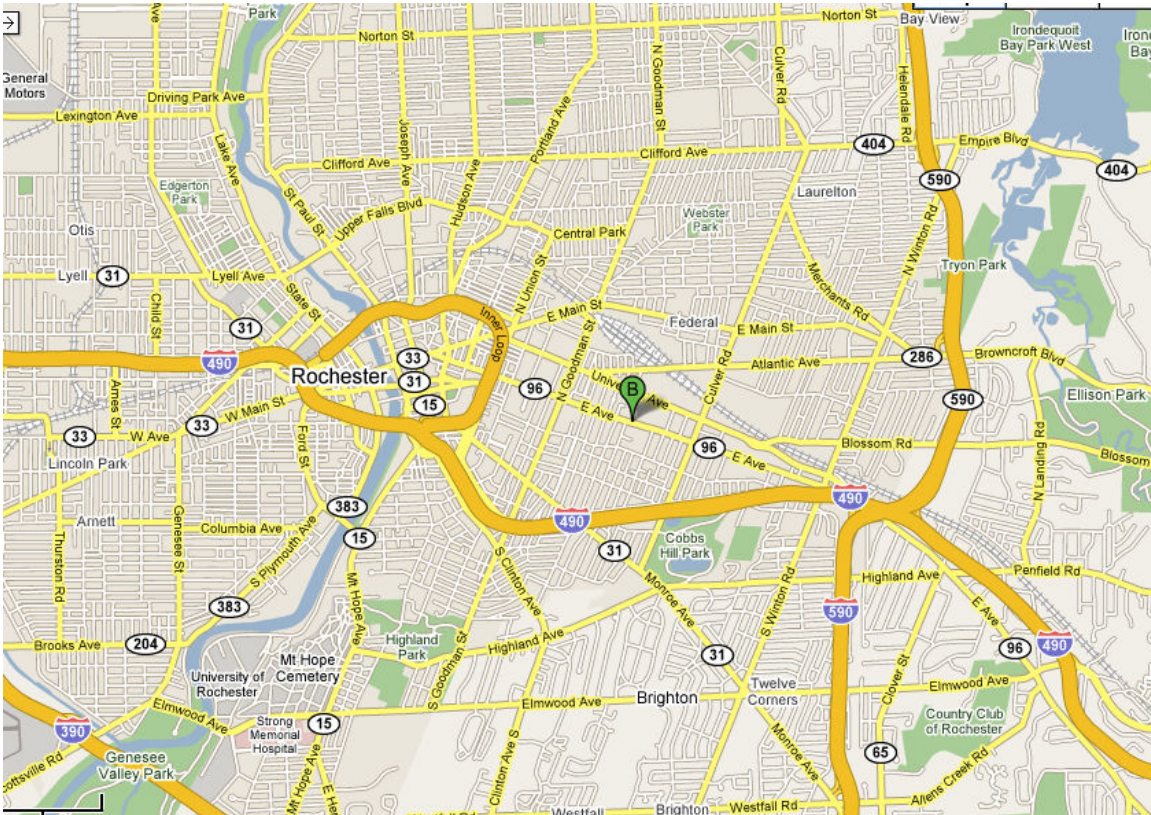 Park
Norton St
Norton St
N Goodman St
Culver Rd
Bay View
Irondequoit
Bay Park West
Helendale Rd
General
Motors
Driving Park Ave
Lexington Ave
Lake Ave
Joseph Ave
Portland Ave
Hudson Ave
Clifford Ave
Clifford Ave
404
Empire Blvd
404
590
Edgerton
Park
St Paul St
Upper Falls Blvd
Laurelton
Webster
Park
Central Park
N Winton Rd
Otis
Lyell
31
Lyell Ave
Tryon Park
State St
Child St
N Union St
Merchants Rd
31
Inner Loop
E Main St
Federal
E Main St
286
Browncroft Blvd
490
33
Rochester
31
15
96
N Goodman St
Atlantic Ave
Culver Rd
B
E Ave
590
Ellison Park
Ames St
W Main St
33
33
W Ave
Lincoln Park
Ford St
96
E Ave
Blossom Rd
Blossom
N Landing Rd
383
490
490
Arnett
Columbia Ave
15
Genesee St
Thurston Rd
S Plymouth Ave
31
Cobbs
Hill Park
S Clinton Ave
Monroe Ave
Highland Ave
Penfield Rd
Mt Hope Ave
383
590
E Ave
S Winton Rd
Brooks Ave
204
Highland
Park
Highland Ave
31
96
490
University of
Rochester
Mt Hope
Cemetery
S Goodman St
Clover St
Brighton
Twelve
Corners
Elmwood Ave
Elmwood Ave
Elmwood Ave
390
Strong
Memorial
Hospital
15
Country Club
of Rochester
Genesee
Valley Park
Clinton Ave S
Monroe Ave
65
Allens Creek Rd
Mt Hope Ave
Westfall
Brighton
Westfall Rd